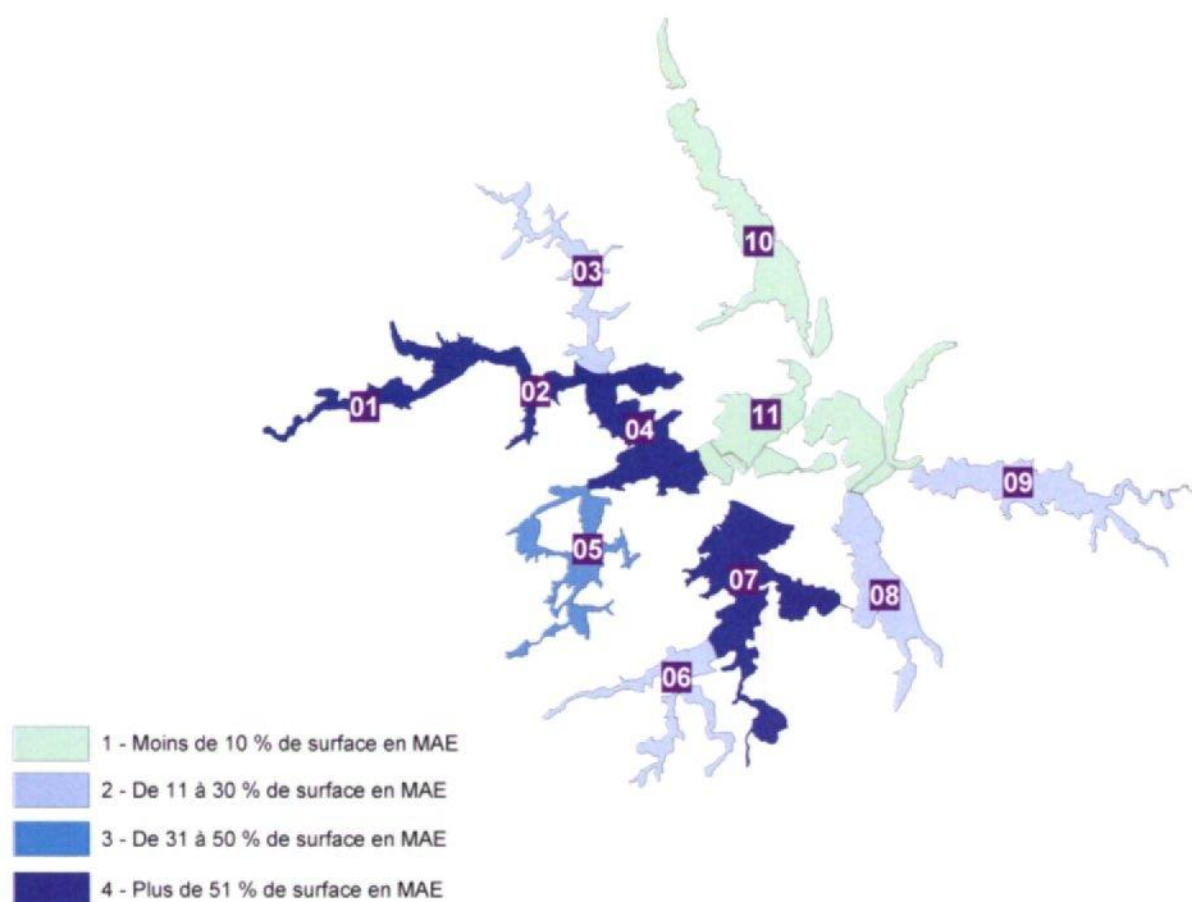 10
03
02
01
11
04
09
05
07
08
06
1 - Moins de 10 % de surface en MAE
2 - De 11 à 30 % de surface en MAE
3 - De 31 à 50 % de surface en MAE
4 - Plus de 51 % de surface en MAE